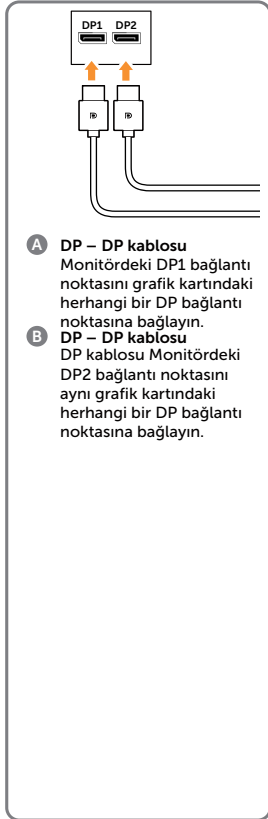 DP1 DP2
A DP – DP kablosu
Monitördeki DP1 bağlantı
noktasını grafik kartındaki
herhangi bir DP bağlantı
noktasına bağlayın.
B DP – DP kablosu
DP kablosu Monitördeki
DP2 bağlantı noktasını
aynı grafik kartındaki
herhangi bir DP bağlantı
noktasına bağlayın.